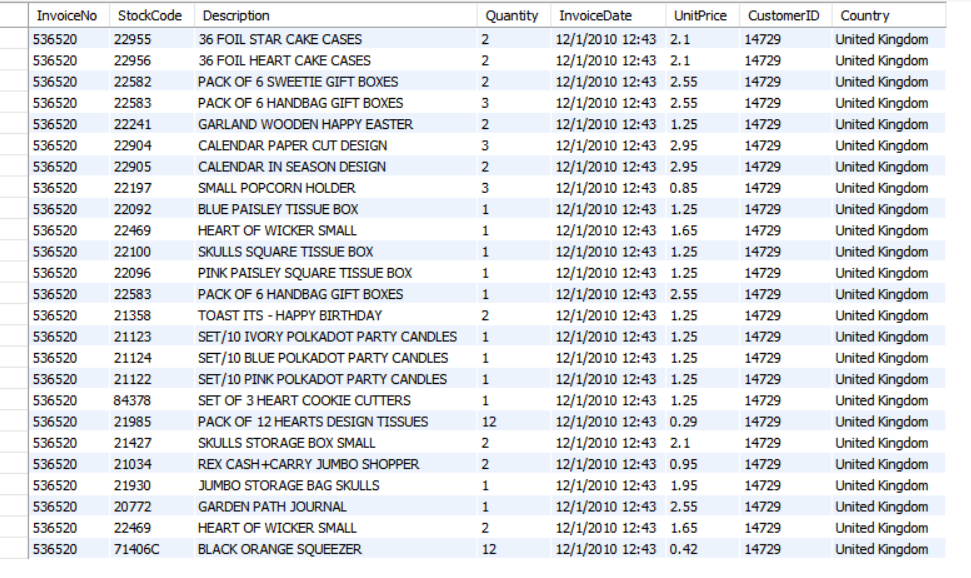 InvoiceNo StockCode Description Quantity InvoiceDate UnitPrice CustomerID Country
536520 22955 36 FOIL STAR CAKE CASES 2 12/1/2010 12:43 2.1 14729 United Kingdom
536520 22956 36 FOIL HEART CAKE CASES 2 12/1/2010 12:43 2.1 14729 United Kingdom
536520 22582 PACK OF 6 SWEETIE GIFT BOXES 2 12/1/2010 12:43 2.55 14729 United Kingdom
536520 22583 PACK OF 6 HANDBAG GIFT BOXES 3 12/1/2010 12:43 2.55 14729 United Kingdom
536520 22241 GARLAND WOODEN HAPPY EASTER 2 12/1/2010 12:43 1.25 14729 United Kingdom
536520 22904 CALENDAR PAPER CUT DESIGN 3 12/1/2010 12:43 2.95 14729 United Kingdom
536520 22905 CALENDAR IN SEASON DESIGN 2 12/1/2010 12:43 2.95 14729 United Kingdom
536520 22197 SMALL POPCORN HOLDER 3 12/1/2010 12:43 0.85 14729 United Kingdom
536520 22092 BLUE PAISLEY TISSUE BOX 1 12/1/2010 12:43 1.25 14729 United Kingdom
536520 22469 HEART OF WICKER SMALL 1 12/1/2010 12:43 1.65 14729 United Kingdom
536520 22100 SKULLS SQUARE TISSUE BOX 1 12/1/2010 12:43 1.25 14729 United Kingdom
536520 22096 PINK PAISLEY SQUARE TISSUE BOX 1 12/1/2010 12:43 1.25 14729 United Kingdom
536520 22583 PACK OF 6 HANDBAG GIFT BOXES 1 12/1/2010 12:43 2.55 14729 United Kingdom
536520 21358 TOAST ITS - HAPPY BIRTHDAY 2 12/1/2010 12:43 1.25 14729 United Kingdom
536520 21123 SET/10 IVORY POLKADOT PARTY CANDLES 1 12/1/2010 12:43 1.25 14729 United Kingdom
536520 21124 SET/10 BLUE POLKADOT PARTY CANDLES 1 12/1/2010 12:43 1.25 14729 United Kingdom
536520 21122 SET/10 PINK POLKADOT PARTY CANDLES 1 12/1/2010 12:43 1.25 14729 United Kingdom
536520 84378 SET OF 3 HEART COOKIE CUTTERS 1 12/1/2010 12:43 1.25 14729 United Kingdom
536520 21985 PACK OF 12 HEARTS DESIGN TISSUES 12 12/1/2010 12:43 0.29 14729 United Kingdom
536520 21427 SKULLS STORAGE BOX SMALL 2 12/1/2010 12:43 2.1 14729 United Kingdom
536520 21034 REX CASH+CARRY JUMBO SHOPPER 2 12/1/2010 12:43 0.95 14729 United Kingdom
536520 21930 JUMBO STORAGE BAG SKULLS 1 12/1/2010 12:43 1.95 14729 United Kingdom
536520 20772 GARDEN PATH JOURNAL 1 12/1/2010 12:43 2.55 14729 United Kingdom
536520 22469 HEART OF WICKER SMALL 2 12/1/2010 12:43 1.65 14729 United Kingdom
536520 71406C BLACK ORANGE SQUEEZER 12 12/1/2010 12:43 0.42 14729 United Kingdom